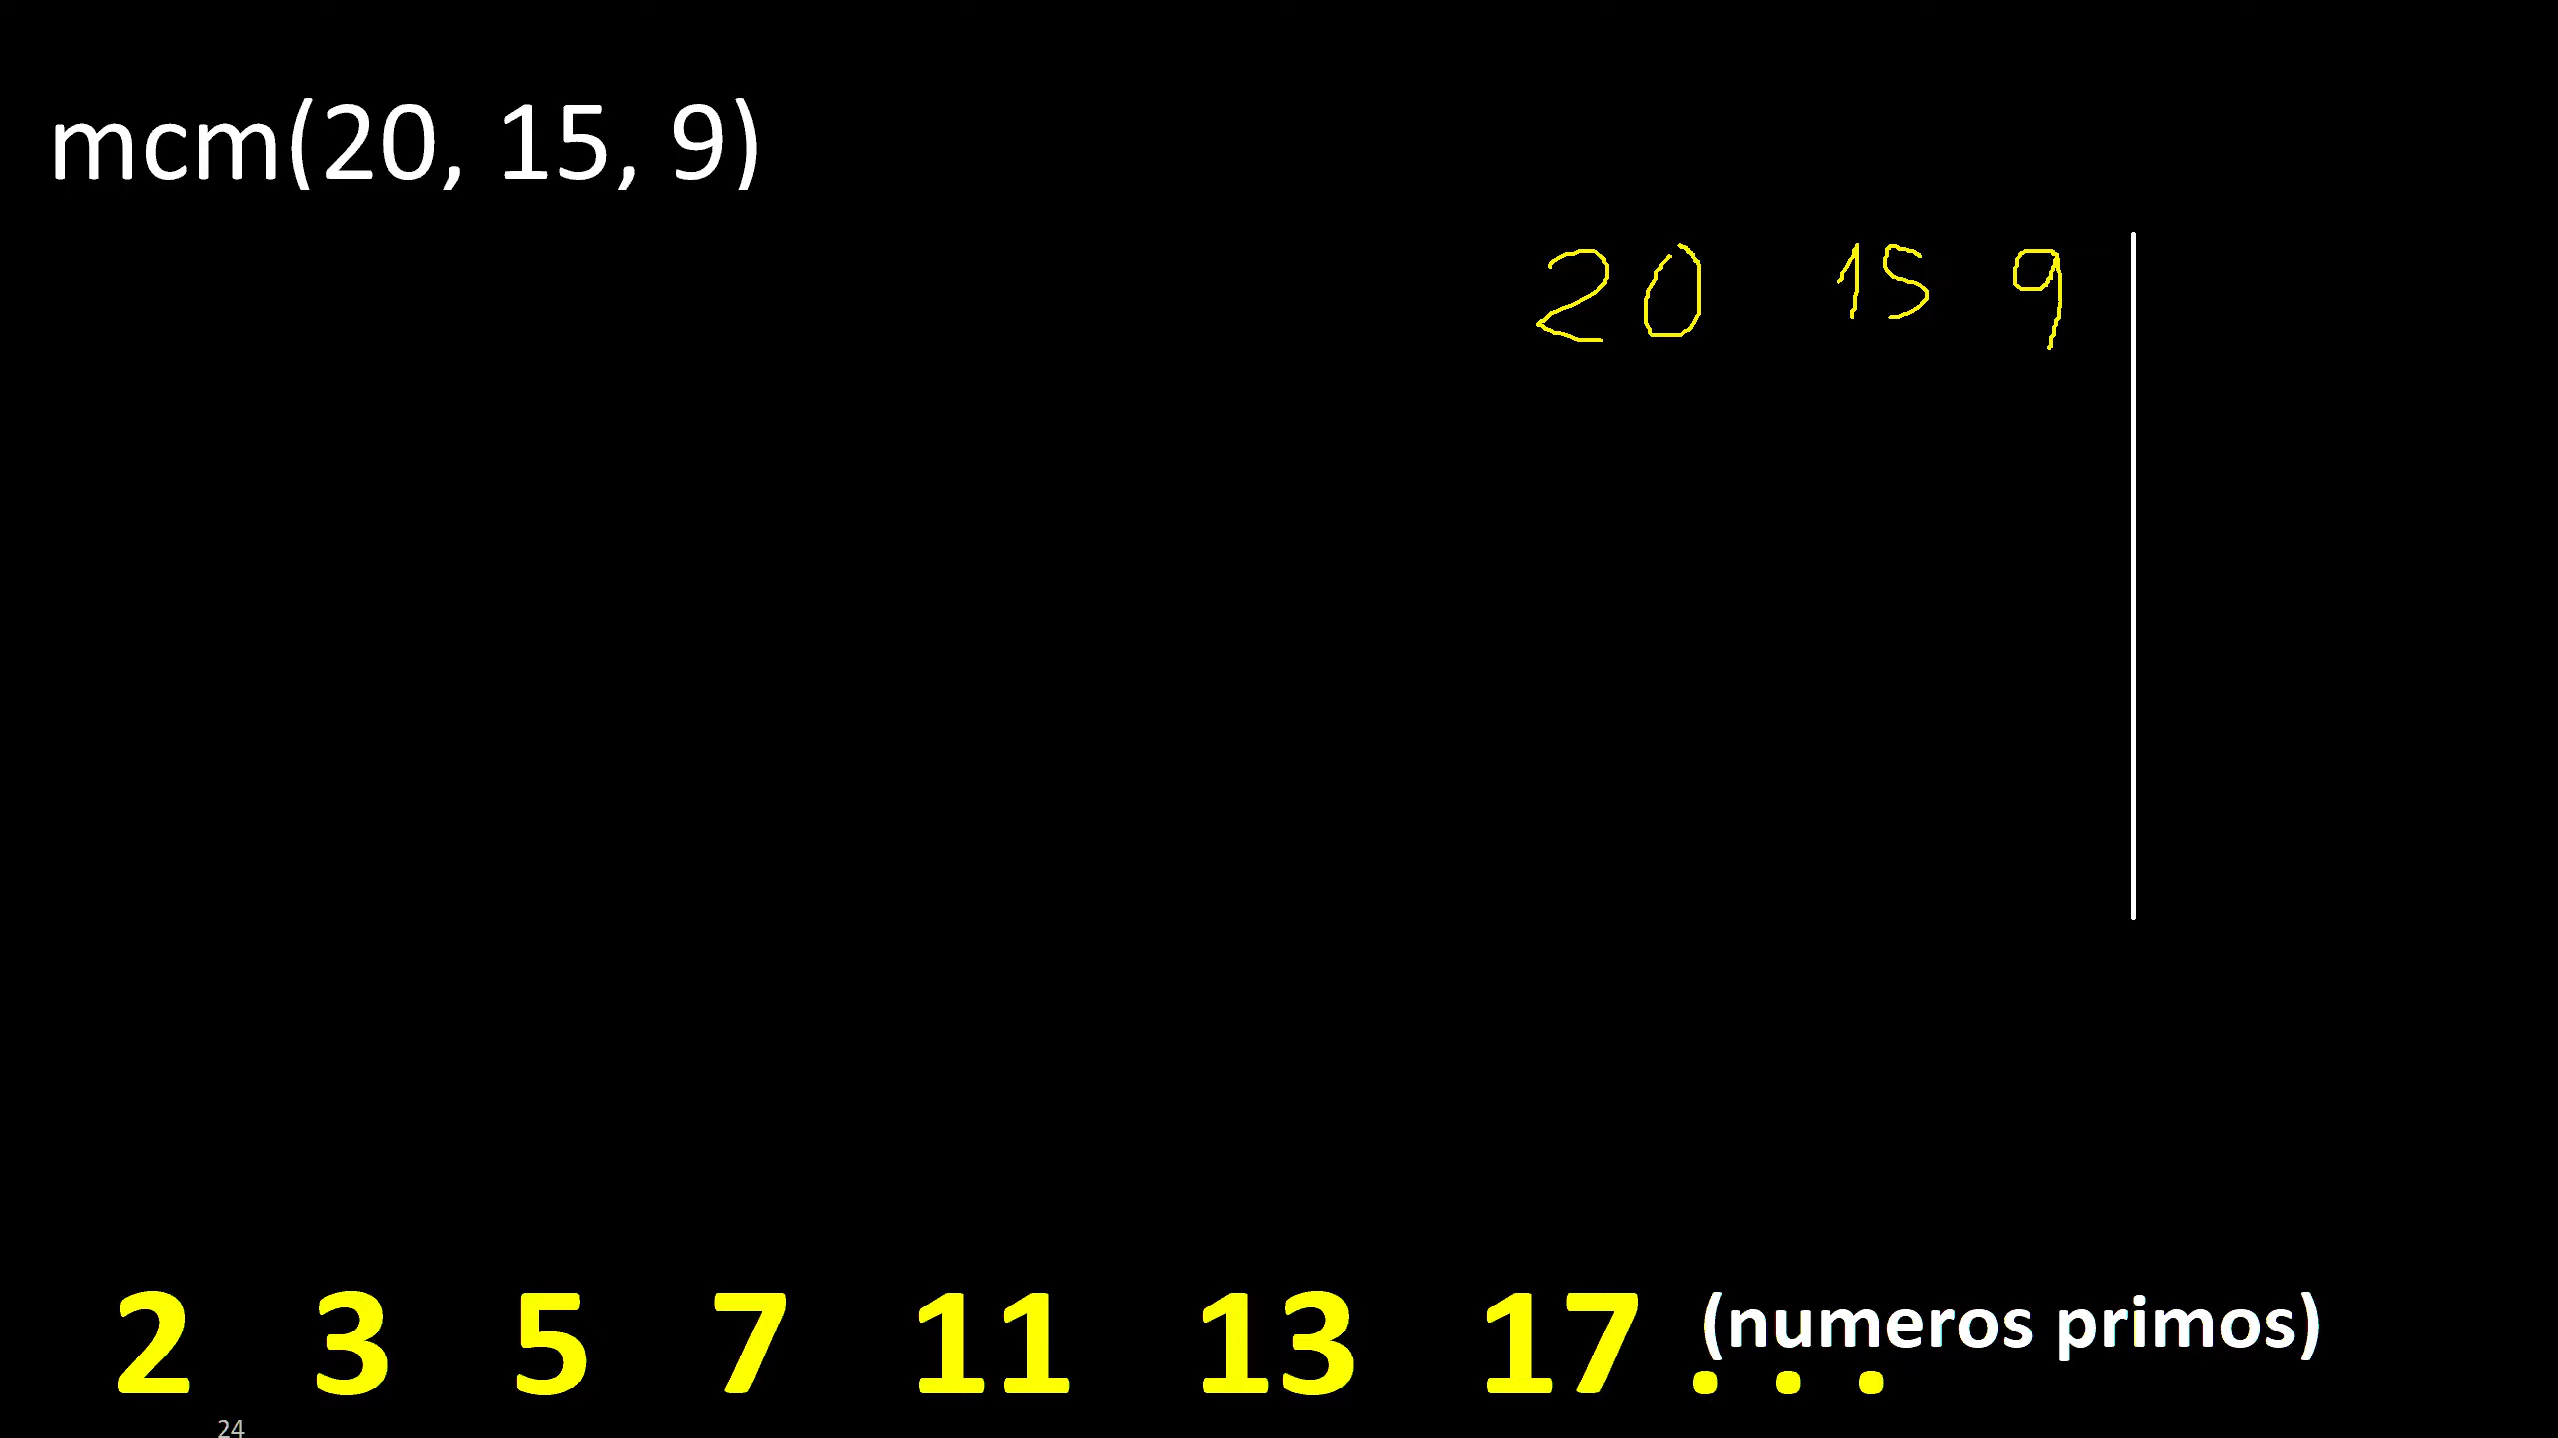 mcm(20, 15, 9)
20 15 9
2 3 5 7 11 13 17 . . . (numeros primos)
24